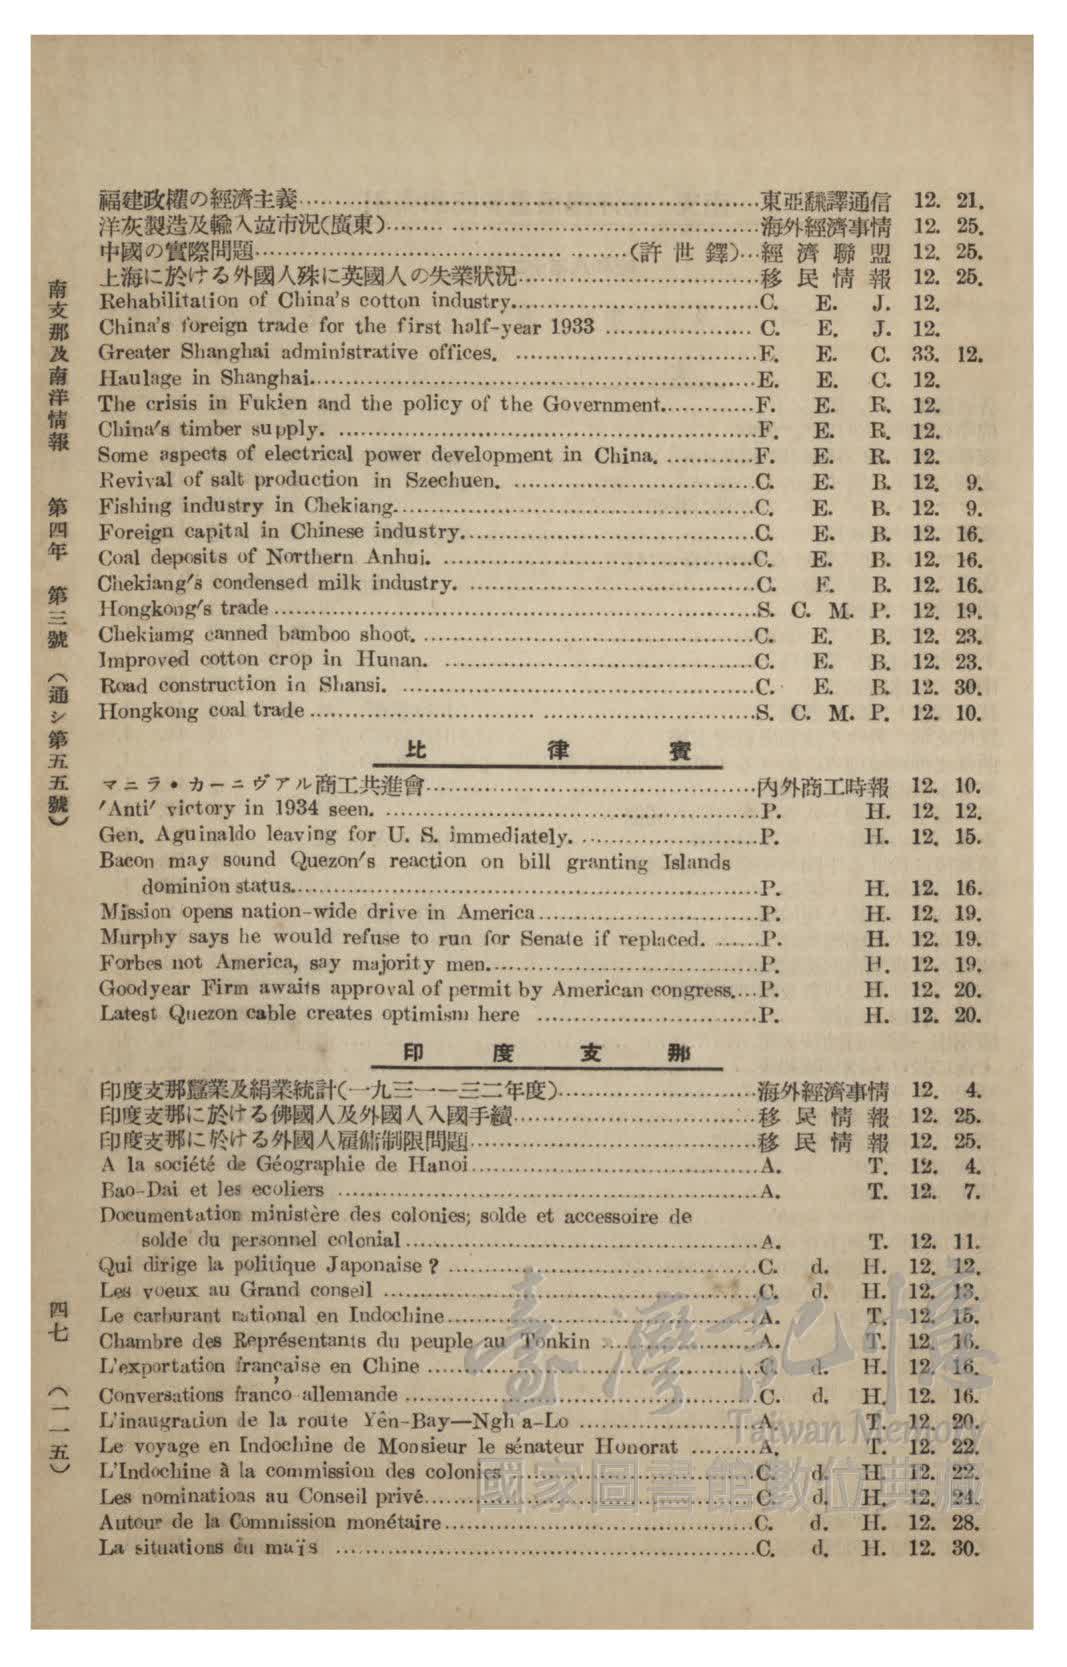 南支那及南洋情報 第四年 第三號 (通シ第五五號)
四七 (一一五)
福建政權の經濟主義……東亞飜譯通信 12. 21.
洋灰製造及輸入並市況(廣東)……海外經濟事情 12. 25.
中國の實際問題……(許世鐸)…經濟聯盟 12. 25.
上海に於ける外國人殊に英國人の失業狀況……移民情報 12. 25.
Rehabilitation of China's cotton industry……C. E. J. 12.
China's foreign trade for the first half-year 1933 ……C. E. J. 12.
Greater Shanghai administrative offices. ……E. E. C. 33. 12.
Haulage in Shanghai……E. E. C. 12.
The crisis in Fukien and the policy of the Government……F. E. R. 12.
China's timber supply. ……F. E. R. 12.
Some aspects of electrical power development in China. ……F. E. R. 12.
Revival of salt production in Szechuen. ……C. E. B. 12. 9.
Fishing industry in Chekiang……C. E. B. 12. 9.
Foreign capital in Chinese industry……C. E. B. 12. 16.
Coal deposits of Northern Anhui. ……C. E. B. 12. 16.
Chekiang's condensed milk industry. ……C. E. B. 12. 16.
Hongkong's trade……S. C. M. P. 12. 19.
Chekiamg canned bamboo shoot. ……C. E. B. 12. 23.
Improved cotton crop in Hunan. ……C. E. B. 12. 23.
Road construction in Shansi. ……C. E. B. 12. 30.
Hongkong coal trade……S. C. M. P. 12. 10.
比律賓
マニラ・カーニヴアル商工共進會……內外商工時報 12. 10.
'Anti' victory in 1934 seen. ……P. H. 12. 12.
Gen. Aguinaldo leaving for U. S. immediately. ……P. H. 12. 15.
Bacon may sound Quezon's reaction on bill granting Islands
dominion status……P. H. 12. 16.
Mission opens nation-wide drive in America……P. H. 12. 19.
Murphy says he would refuse to run for Senate if replaced. ……P. H. 12. 19.
Forbes not America, say majority men……P. H. 12. 19.
Goodyear Firm awaits approval of permit by American congress.…P. H. 12. 20.
Latest Quezon cable creates optimism here ……P. H. 12. 20.
印度支那
印度支那蠶業及絹業統計(一九三一—三二年度)……海外經濟事情 12. 4.
印度支那に於ける佛國人及外國人入國手續……移民情報 12. 25.
印度支那に於ける外國人雇傭制限問題……移民情報 12. 25.
A la société de Géographie de Hanoi……A. T. 12. 4.
Bao-Dai et les ecoliers ……A. T. 12. 7.
Documentation ministère des colonies; solde et accessoire de
solde du personnel colonial……A. T. 12. 11.
Qui dirige la politique Japonaise? ……C. d. H. 12. 12.
Les voeux au Grand conseil ……C. d. H. 12. 13.
Le carburant national en Indochine……A. T. 12. 15.
Chambre des Représentants du peuple au Tonkin ……A. T. 12. 16.
L'exportation française en Chine ……C. d. H. 12. 16.
Conversations franco-allemande ……C. d. H. 12. 16.
L'inaugration de la route Yên-Bay—Ngh a-Lo ……A. T. 12. 20.
Le voyage en Indochine de Monsieur le sénateur Honorat ……A. T. 12. 22.
L'Indochine à la commission des colonies……C. d. H. 12. 22.
Les nominations au Conseil privé……C. d. H. 12. 24.
Autour de la Commission monétaire……C. d. H. 12. 28.
La situations du maïs ……C. d. H. 12. 30.
臺灣記憶
Taiwan Memory
國家圖書館數位典藏